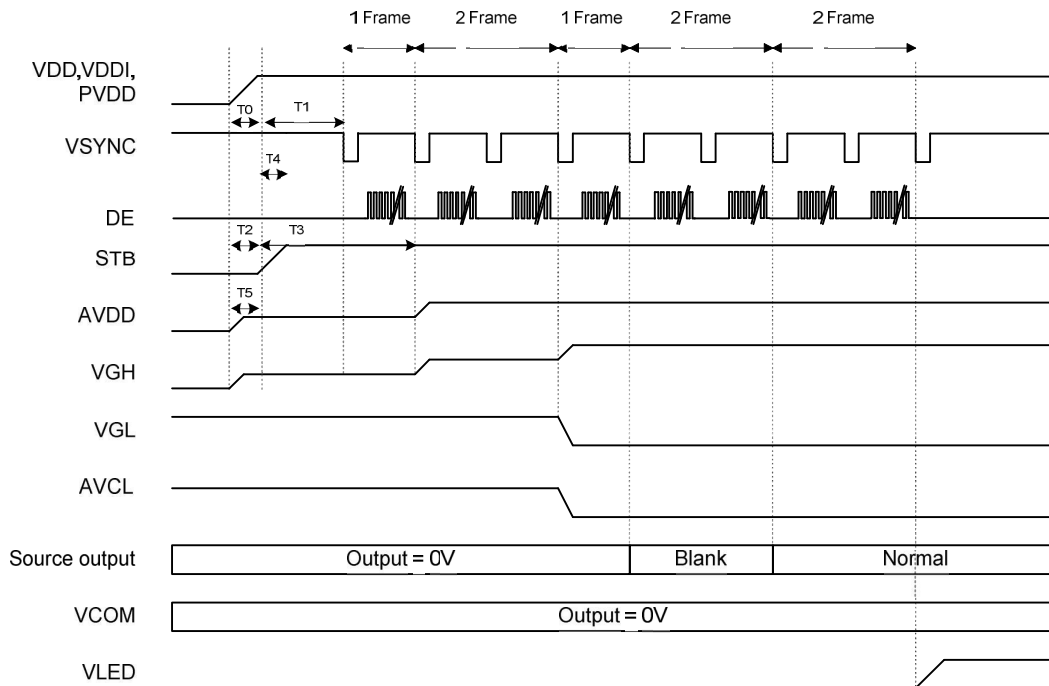 1 Frame 2 Frame 1 Frame 2 Frame 2 Frame
VDD,VDDI,
PVDD
T0 T1
VSYNC
T4
DE
T2 T3
STB
T5
AVDD
VGH
VGL
AVCL
Source output Output = 0V Blank Normal
VCOM Output = 0V
VLED